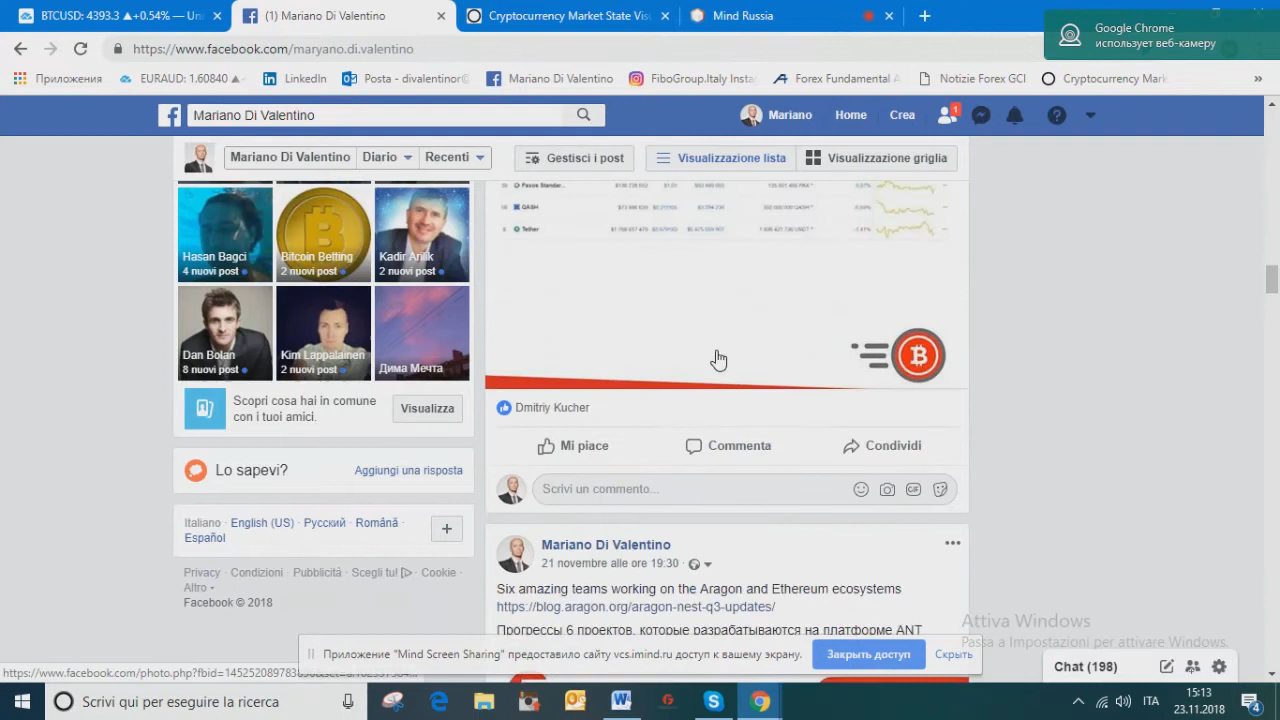 BTCUSD: 4393.3 ▲+0.54% — Un
(1) Mariano Di Valentino
Cryptocurrency Market State Vis
Mind Russia
Google Chrome
использует веб-камеру
https://www.facebook.com/maryano.di.valentino
Приложения
EURAUD: 1.60840
LinkedIn
Posta - divalentino
Mariano Di Valentino
FiboGroup.Italy Inst
Forex Fundamental A
Notizie Forex GCI
Cryptocurrency Mark
Mariano Di Valentino
Mariano
Home
Crea
1
Mariano Di Valentino
Diario
Recenti
Gestisci i post
Visualizzazione lista
Visualizzazione griglia
Paxos Standar...
QASH
Tether
Hasan Bagci
4 nuovi post
Bitcoin Betting
2 nuovi post
Kadir Arilik
2 nuovi post
Dan Bolan
8 nuovi post
Kim Lappalainen
2 nuovi post
Дима Мечта
Scopri cosa hai in comune
con i tuoi amici.
Visualizza
Lo sapevi?
Aggiungi una risposta
Italiano · English (US) · Русский · Română ·
Español
Privacy · Condizioni · Pubblicità · Scegli tu! · Cookie ·
Altro
Facebook © 2018
Dmitriy Kucher
Mi piace
Commenta
Condividi
Scrivi un commento...
GIF
Mariano Di Valentino
21 novembre alle ore 19:30 ·
Six amazing teams working on the Aragon and Ethereum ecosystems
https://blog.aragon.org/aragon-nest-q3-updates/
Прогрессы 6 проектов, которые разрабатываются на платформе ANT
Attiva Windows
Passa a Impostazioni per attivare Windows.
Приложение "Mind Screen Sharing" предоставило сайту vcs.imind.ru доступ к вашему экрану.
Закрыть доступ
Скрыть
Chat (198)
Scrivi qui per eseguire la ricerca
ITA
15:13
23.11.2018
4